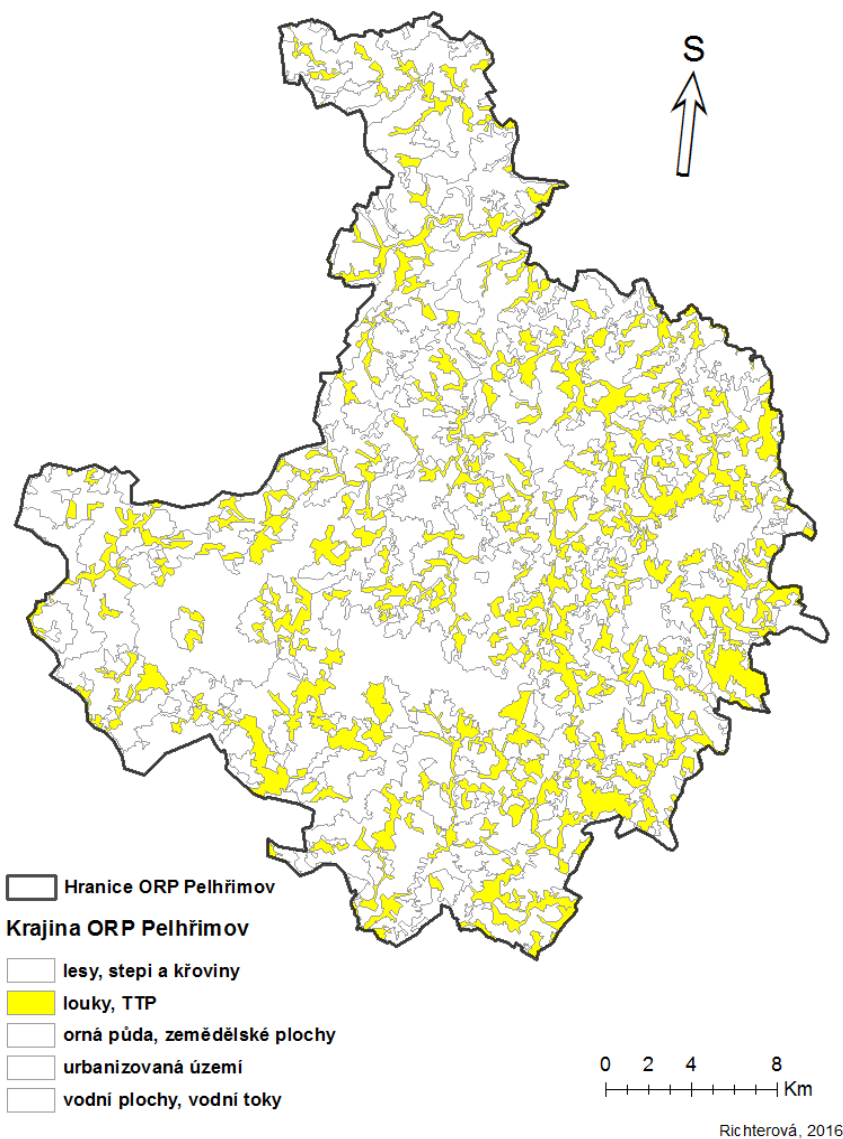 S
Hranice ORP Pelhřimov
Krajina ORP Pelhřimov
lesy, stepi a křoviny
louky, TTP
orná půda, zemědělské plochy
urbanizovaná území
vodní plochy, vodní toky
0 2 4 8
Km
Richterová, 2016